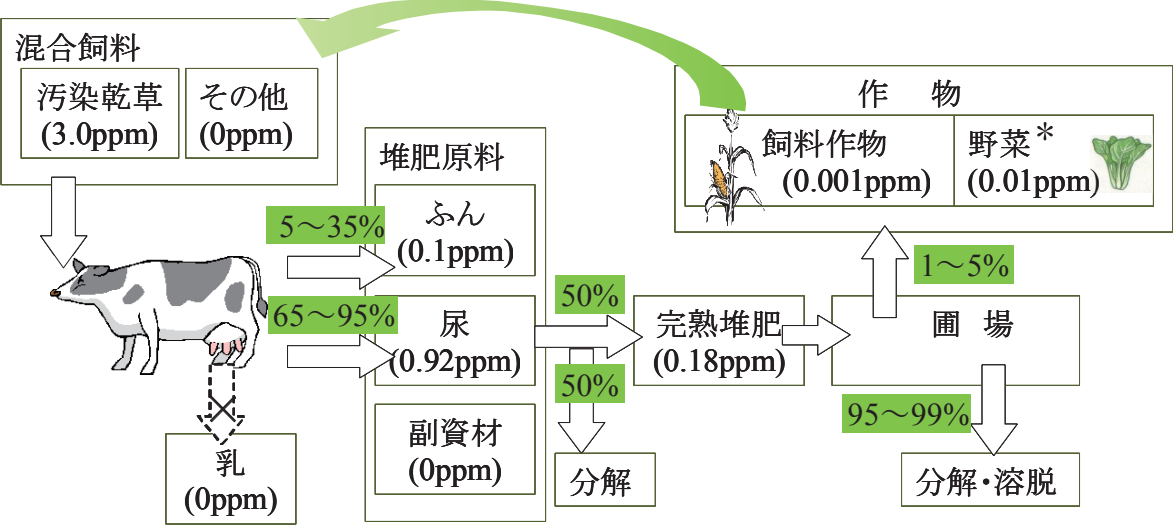 混合飼料
汚染乾草
(3.0ppm)
その他
(0ppm)
作 物
飼料作物
(0.001ppm)
野菜*
(0.01ppm)
堆肥原料
5～35%
ふん
(0.1ppm)
65～95%
尿
(0.92ppm)
副資材
(0ppm)
乳
(0ppm)
50%
50%
分解
完熟堆肥
(0.18ppm)
1～5%
圃 場
95～99%
分解・溶脱